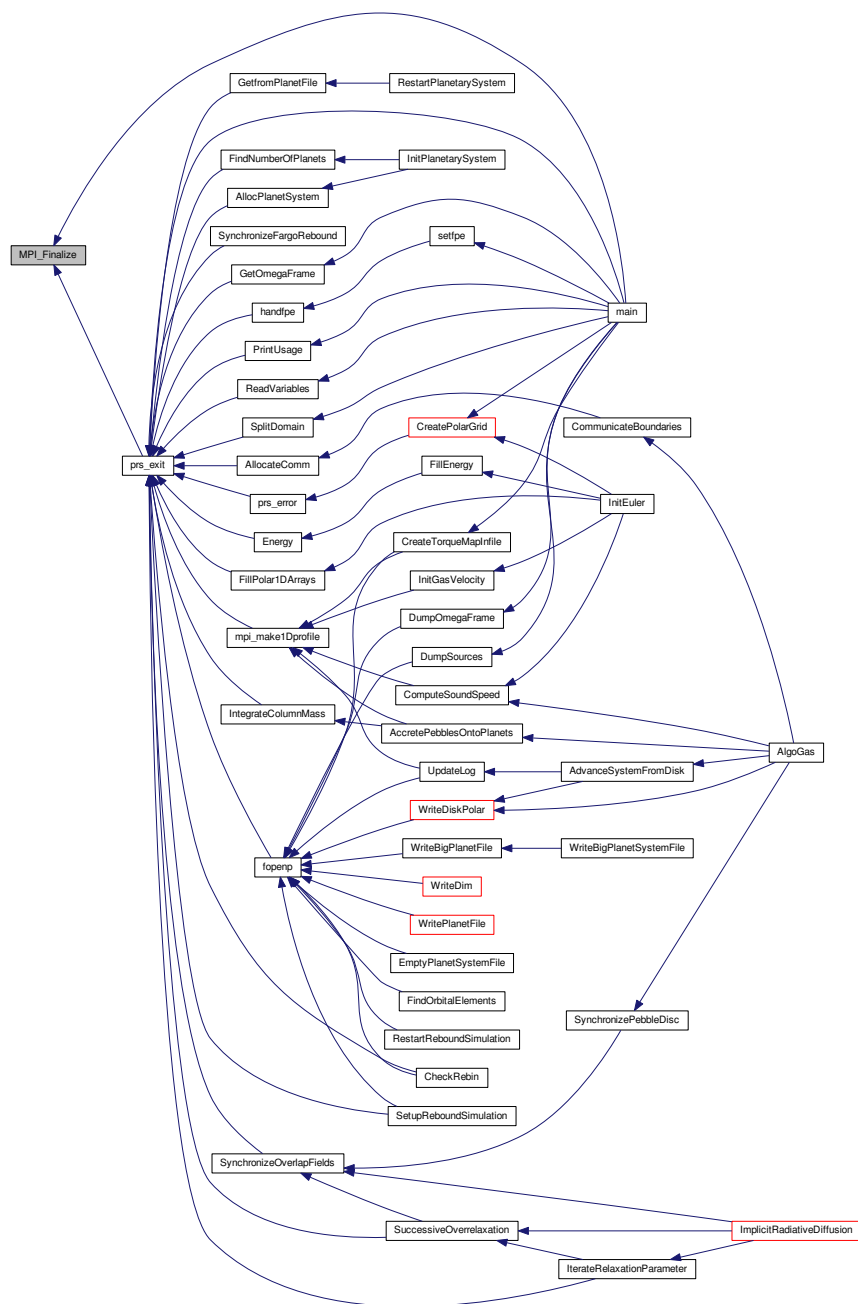 GetfromPlanetFile
RestartPlanetarySystem
FindNumberOfPlanets
InitPlanetarySystem
AllocPlanetSystem
SynchronizeFargoRebound
setfpe
MPI_Finalize
GetOmegaFrame
handfpe
main
PrintUsage
ReadVariables
SplitDomain
CreatePolarGrid
CommunicateBoundaries
prs_exit
AllocateComm
FillEnergy
prs_error
InitEuler
Energy
CreateTorqueMapInfile
FillPolar1DArrays
InitGasVelocity
DumpOmegaFrame
mpi_make1Dprofile
DumpSources
ComputeSoundSpeed
IntegrateColumnMass
AccretePebblesOntoPlanets
AlgoGas
UpdateLog
AdvanceSystemFromDisk
WriteDiskPolar
WriteBigPlanetFile
WriteBigPlanetSystemFile
fopenp
WriteDim
WritePlanetFile
EmptyPlanetSystemFile
FindOrbitalElements
SynchronizePebbleDisc
RestartReboundSimulation
CheckRebin
SetupReboundSimulation
SynchronizeOverlapFields
SuccessiveOverrelaxation
ImplicitRadiativeDiffusion
IterateRelaxationParameter